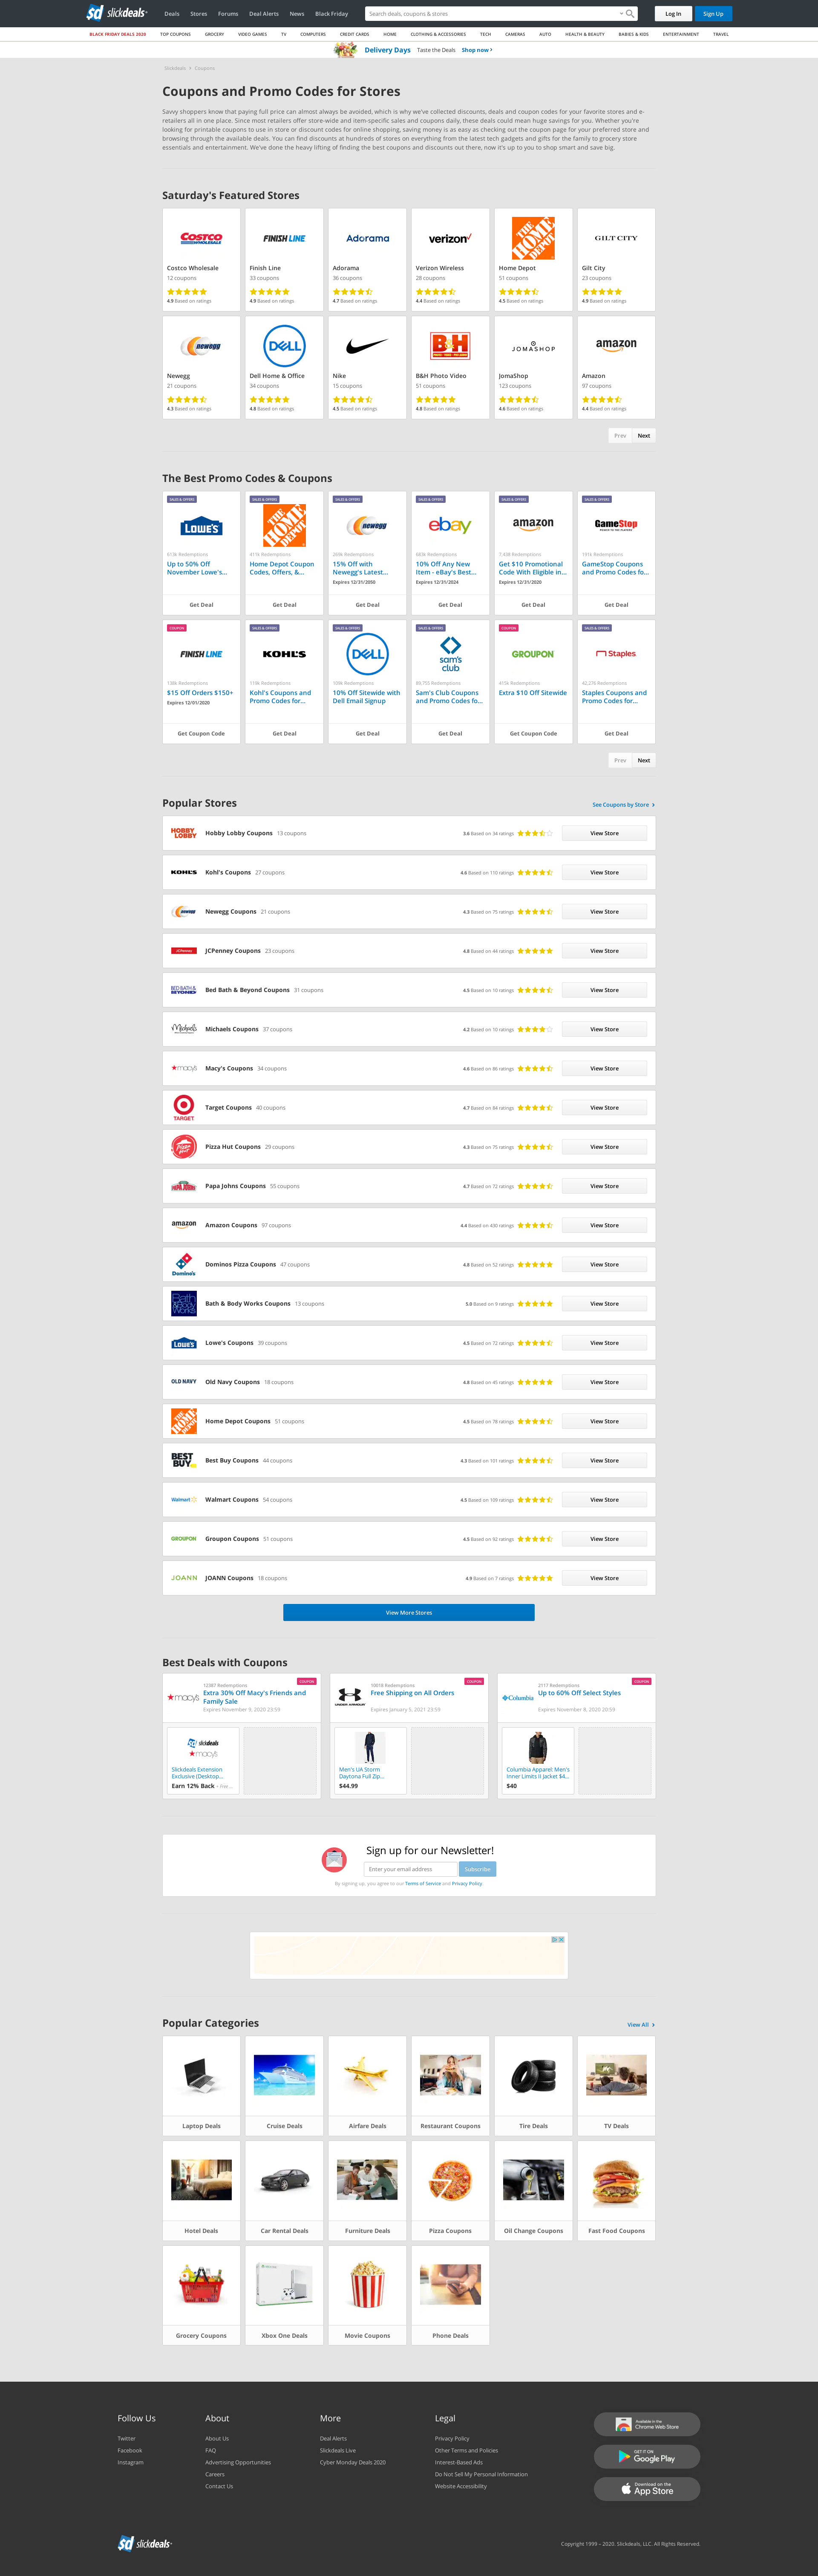 slickdeals
Deals
Stores
Forums
Deal Alerts
News
Black Friday
Search deals, coupons & stores
Log In
Sign Up
BLACK FRIDAY DEALS 2020
TOP COUPONS
GROCERY
VIDEO GAMES
TV
COMPUTERS
CREDIT CARDS
HOME
CLOTHING & ACCESSORIES
TECH
CAMERAS
AUTO
HEALTH & BEAUTY
BABIES & KIDS
ENTERTAINMENT
TRAVEL
Delivery Days Taste the Deals Shop now
slickdeals > Coupons
Coupons and Promo Codes for Stores
Savvy shoppers know that paying full price can almost always be avoided, which is why we've collected discounts, deals and coupon codes for your favorite stores and e-
retailers all in one place. Since most retailers offer store-wide and item-specific sales and coupons daily, these deals and codes can mean huge savings for you. Whether you're
looking for printable coupons to use in store or discount codes for online shopping, saving money is as easy as checking out the coupon page for your preferred store and
browsing the available deals. You can find discounts at hundreds of stores on everything from the latest tech gadgets and gifts for the family to grocery store
essentials and entertainment. We've done the heavy lifting of finding the best coupons and discounts out there, now it's up to you to shop smart and save big.
Saturday's Featured Stores
Costco Wholesale
12 coupons
4.9 Based on ratings
Finish Line
33 coupons
4.9 Based on ratings
Adorama
36 coupons
4.7 Based on ratings
Verizon Wireless
28 coupons
4.4 Based on ratings
Home Depot
51 coupons
4.5 Based on ratings
Gilt City
23 coupons
4.9 Based on ratings
Newegg
21 coupons
4.3 Based on ratings
Dell Home & Office
34 coupons
4.8 Based on ratings
Nike
15 coupons
4.5 Based on ratings
B&H Photo Video
51 coupons
4.8 Based on ratings
JomaShop
123 coupons
4.6 Based on ratings
Amazon
97 coupons
4.4 Based on ratings
Prev Next
The Best Promo Codes & Coupons
SALES & OFFERS
LOWE'S
613k Redemptions
Up to 50% Off
November Lowe's...
Get Deal
SALES & OFFERS
THE HOME DEPOT
411k Redemptions
Home Depot Coupon
Codes, Offers, &...
Get Deal
SALES & OFFERS
newegg
269k Redemptions
15% Off with
Newegg's Latest...
Expires 12/31/2050
Get Deal
SALES & OFFERS
ebay
685k Redemptions
10% Off Any New
Item - eBay's Best...
Expires 12/31/2024
Get Deal
SALES & OFFERS
amazon
7,438 Redemptions
Get $10 Promotional
Code With Eligible in...
Expires 12/31/2020
Get Deal
SALES & OFFERS
GameStop
191k Redemptions
GameStop Coupons
and Promo Codes fo...
Get Deal
COUPON
FINISH LINE
138k Redemptions
$15 Off Orders $150+
Expires 12/01/2020
Get Coupon Code
SALES & OFFERS
KOHL'S
119k Redemptions
Kohl's Coupons and
Promo Codes for...
Get Deal
SALES & OFFERS
DELL
109k Redemptions
10% Off Sitewide with
Dell Email Signup
Get Deal
SALES & OFFERS
sam's club
89,755 Redemptions
Sam's Club Coupons
and Promo Codes fo...
Get Deal
COUPON
GROUPON
415k Redemptions
Extra $10 Off Sitewide
Get Coupon Code
SALES & OFFERS
Staples
42,276 Redemptions
Staples Coupons and
Promo Codes for...
Get Deal
Prev Next
Popular Stores
See Coupons by Store
Hobby Lobby Coupons 13 coupons 3.6 Based on 34 ratings View Store
Kohl's Coupons 27 coupons 4.6 Based on 110 ratings View Store
Newegg Coupons 21 coupons 4.3 Based on 75 ratings View Store
JCPenney Coupons 23 coupons 4.8 Based on 44 ratings View Store
Bed Bath & Beyond Coupons 31 coupons 4.5 Based on 10 ratings View Store
Michaels Coupons 37 coupons 4.2 Based on 10 ratings View Store
Macy's Coupons 34 coupons 4.6 Based on 86 ratings View Store
Target Coupons 40 coupons 4.7 Based on 64 ratings View Store
Pizza Hut Coupons 29 coupons 4.3 Based on 75 ratings View Store
Papa Johns Coupons 55 coupons 4.7 Based on 72 ratings View Store
Amazon Coupons 97 coupons 4.4 Based on 430 ratings View Store
Dominos Pizza Coupons 47 coupons 4.8 Based on 52 ratings View Store
Bath & Body Works Coupons 13 coupons 5.0 Based on 9 ratings View Store
Lowe's Coupons 39 coupons 4.5 Based on 72 ratings View Store
Old Navy Coupons 18 coupons 4.8 Based on 45 ratings View Store
Home Depot Coupons 51 coupons 4.5 Based on 78 ratings View Store
Best Buy Coupons 44 coupons 4.3 Based on 101 ratings View Store
Walmart Coupons 54 coupons 4.5 Based on 109 ratings View Store
Groupon Coupons 51 coupons 4.5 Based on 92 ratings View Store
JOANN Coupons 18 coupons 4.9 Based on 7 ratings View Store
View More Stores
Best Deals with Coupons
COUPON
12387 Redemptions
Extra 30% Off Macy's Friends and
Family Sale
Expires November 9, 2020 23:59
Slickdeals Extension
Exclusive (Desktop...
Earn 12% Back
COUPON
10618 Redemptions
Free Shipping on All Orders
Expires January 5, 2021 23:59
Men's UA Storm
Daytona Full Zip...
$44.99
COUPON
2117 Redemptions
Up to 60% Off Select Styles
Expires November 8, 2020 20:59
Columbia Apparel: Men's
Inner Limits II Jacket $4...
$40
Sign up for our Newsletter!
Enter your email address
Subscribe
By signing up, you agree to our Terms of Service and Privacy Policy.
Popular Categories
View All
Laptop Deals
Cruise Deals
Airfare Deals
Restaurant Coupons
Tire Deals
TV Deals
Hotel Deals
Car Rental Deals
Furniture Deals
Pizza Coupons
Oil Change Coupons
Fast Food Coupons
Grocery Coupons
Xbox One Deals
Movie Coupons
Phone Deals
Follow Us
Twitter
Facebook
Instagram
About
About Us
FAQ
Advertising Opportunities
Careers
Contact Us
More
Deal Alerts
Slickdeals Live
Cyber Monday Deals 2020
Legal
Privacy Policy
Other Terms and Policies
Interest-Based Ads
Do Not Sell My Personal Information
Website Accessibility
Available in the
Chrome Web Store
GET IT ON
Google Play
Download on the
App Store
slickdeals
Copyright 1999 – 2020. Slickdeals, LLC. All Rights Reserved.